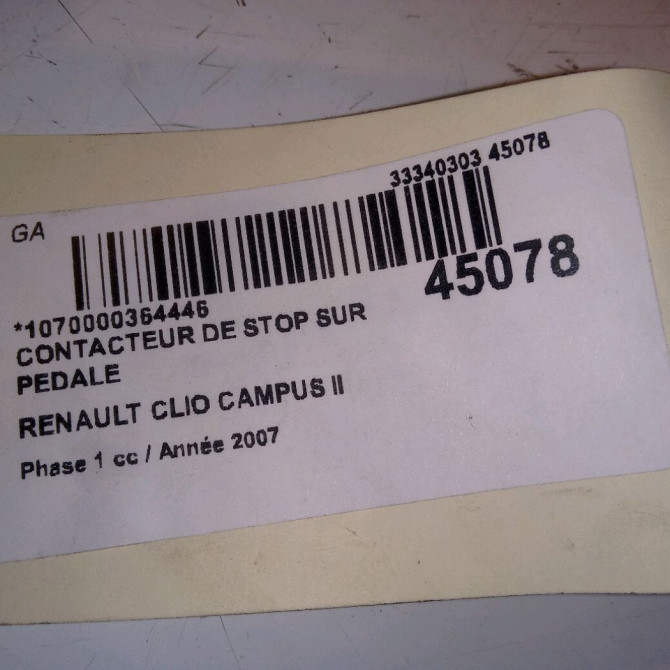 33340303 45078
GA
45078
*1070000364446
CONTACTEUR DE STOP SUR
PEDALE
RENAULT CLIO CAMPUS II
Phase 1 cc / Année 2007